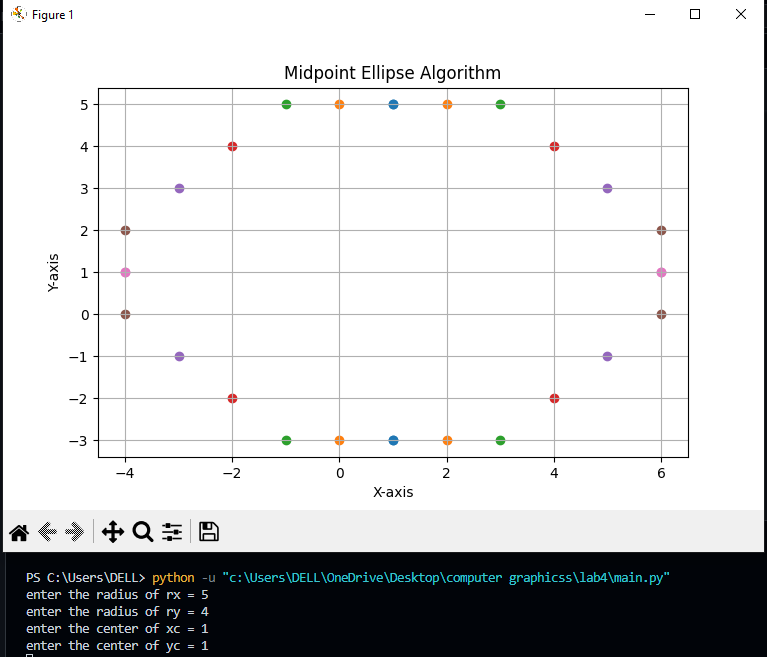 Figure 1
Midpoint Ellipse Algorithm
5
4
3
2
1
0
−1
−2
−3
Y-axis
−4 −2 0 2 4 6
X-axis
PS C:\Users\DELL> python -u "c:\Users\DELL\OneDrive\Desktop\computer graphicss\lab4\main.py"
enter the radius of rx = 5
enter the radius of ry = 4
enter the center of xc = 1
enter the center of yc = 1